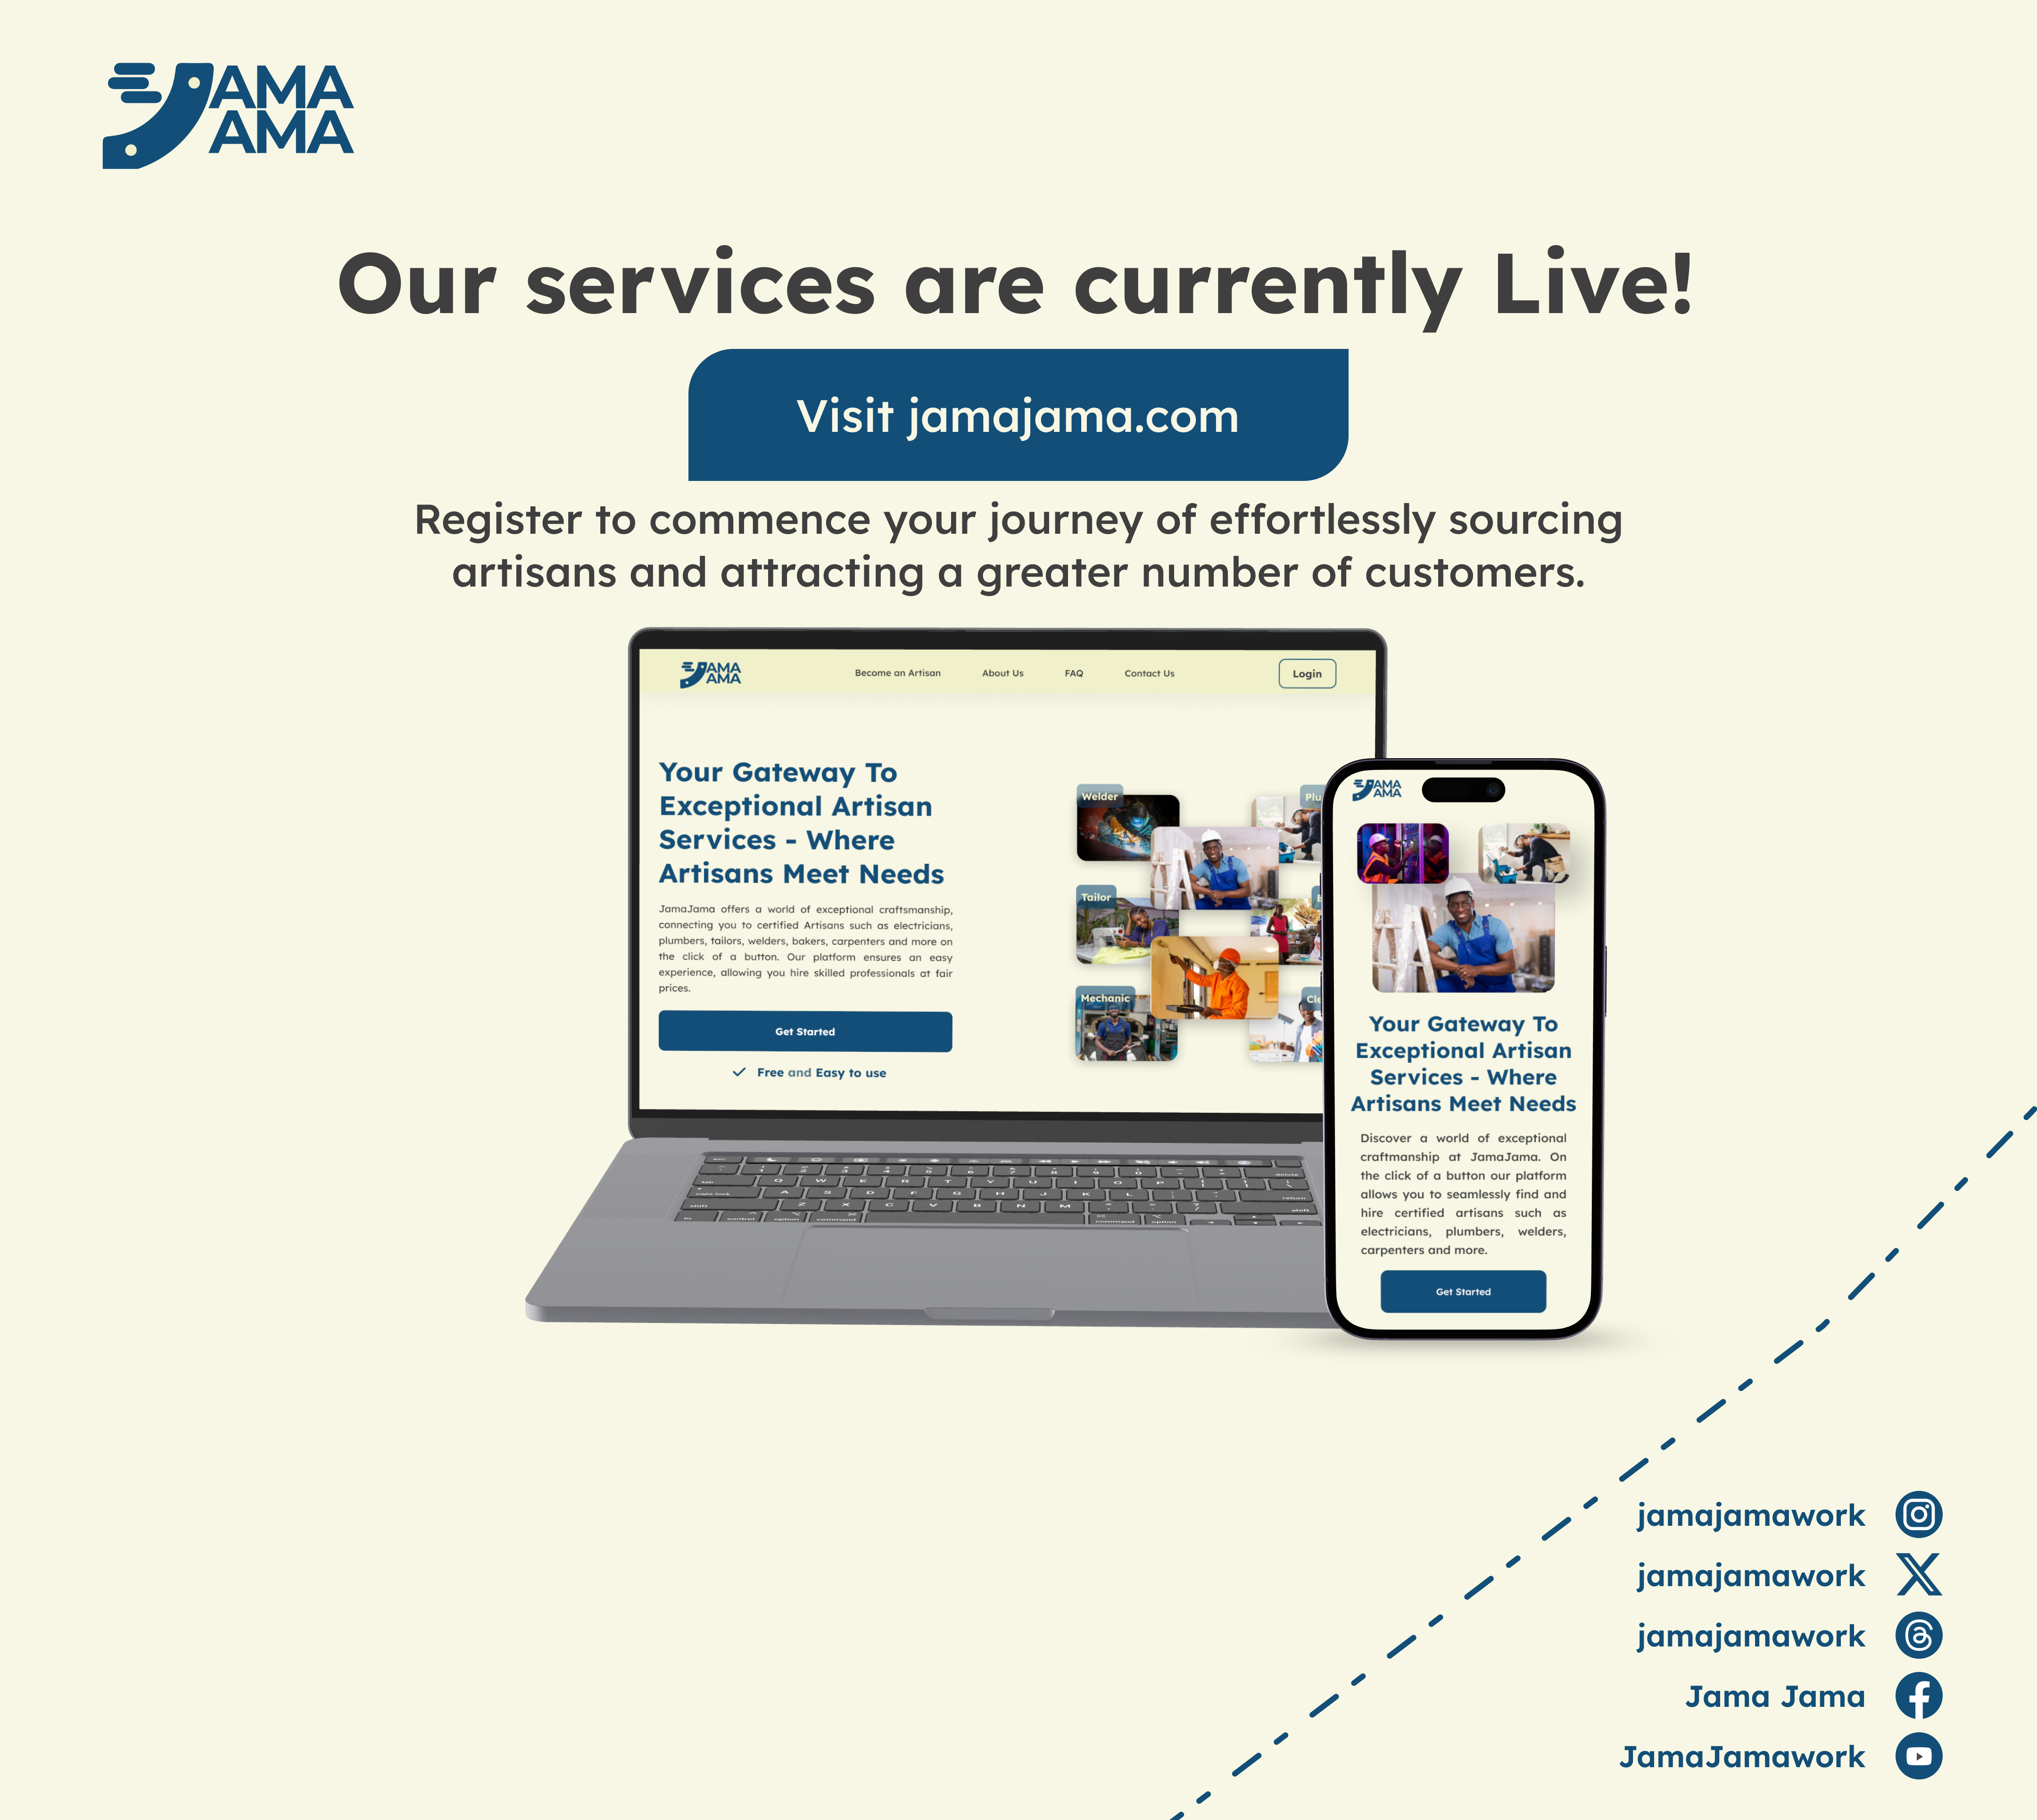 JAMA
JAMA
Our services are currently Live!
Visit jamajama.com
Register to commence your journey of effortlessly sourcing
artisans and attracting a greater number of customers.
JAMA
JAMA
Become an Artisan
About Us
FAQ
Contact Us
Login
Your Gateway To
Exceptional Artisan
Services - Where
Artisans Meet Needs
JamaJama offers a world of exceptional craftsmanship,
connecting you to certified Artisans such as electricians,
plumbers, tailors, welders, bakers, carpenters and more on
the click of a button. Our platform ensures an easy
experience, allowing you hire skilled professionals at fair
prices.
Get Started
Free and Easy to use
Welder
Tailor
Mechanic
JAMA
JAMA
Your Gateway To
Exceptional Artisan
Services - Where
Artisans Meet Needs
Discover a world of exceptional
craftmanship at JamaJama. On
the click of a button our platform
allows you to seamlessly find and
hire certified artisans such as
electricians, plumbers, welders,
carpenters and more.
Get Started
jamajamawork
jamajamawork
jamajamawork
Jama Jama
JamaJamawork